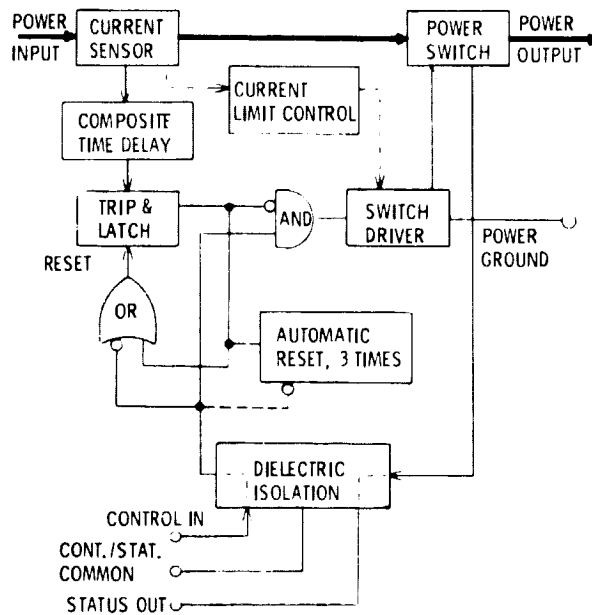 POWER
INPUT
CURRENT
SENSOR
POWER
SWITCH
POWER
OUTPUT
CURRENT
LIMIT CONTROL
COMPOSITE
TIME DELAY
TRIP &
LATCH
AND
SWITCH
DRIVER
POWER
GROUND
RESET
OR
AUTOMATIC
RESET, 3 TIMES
DIELECTRIC
ISOLATION
CONTROL IN
CONT./STAT.
COMMON
STATUS OUT